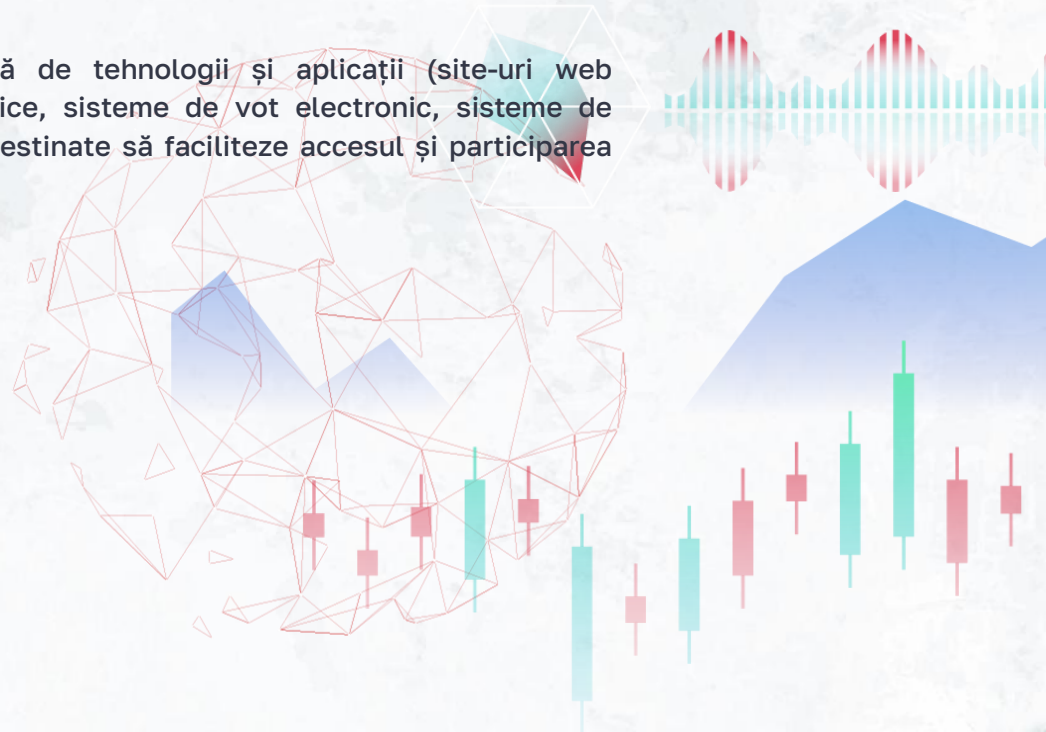 ă de tehnologii și aplicații (site-uri web
ice, sisteme de vot electronic, sisteme de
estinate să faciliteze accesul și participarea